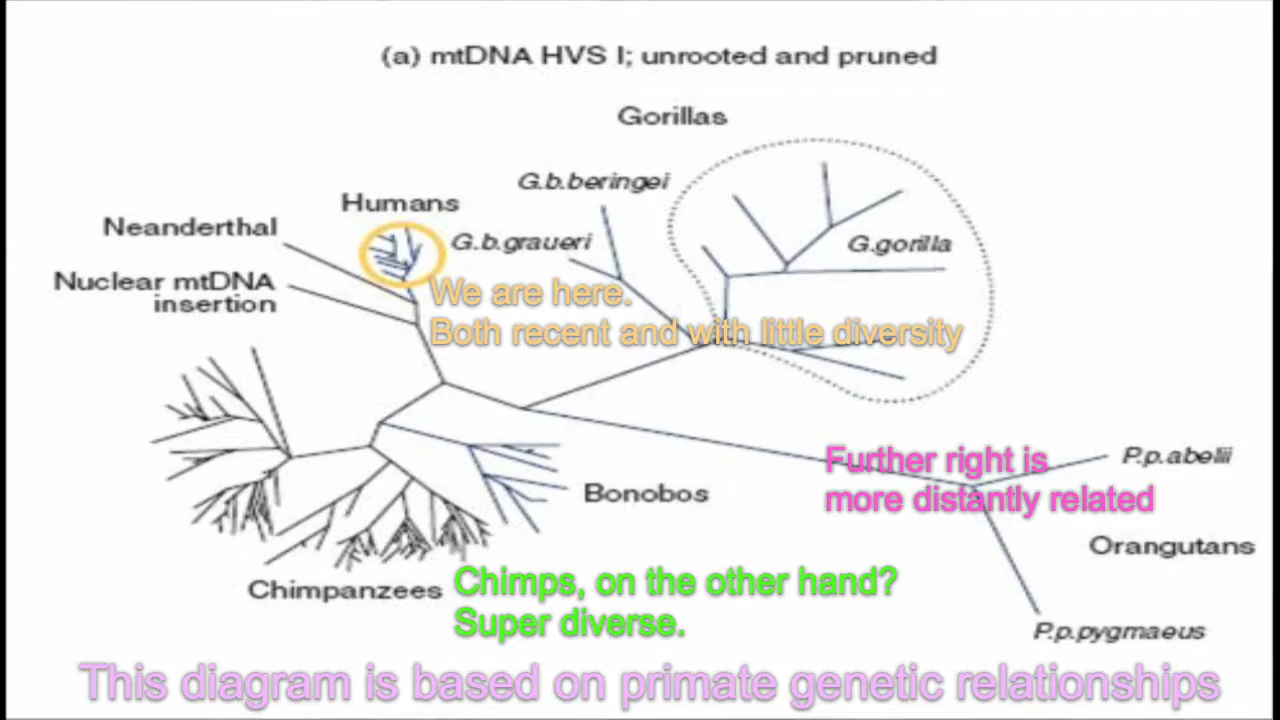 (a) mtDNA HVS I; unrooted and pruned
Gorillas
G.b.beringei
Humans
Neanderthal
G.b.graueri
G.gorilla
Nuclear mtDNA
insertion
We are here.
Both recent and with little diversity
Further right is
more distantly related
P.p.abelii
Bonobos
Orangutans
Chimpanzees
Chimps, on the other hand?
Super diverse.
P.p.pygmaeus
This diagram is based on primate genetic relationships